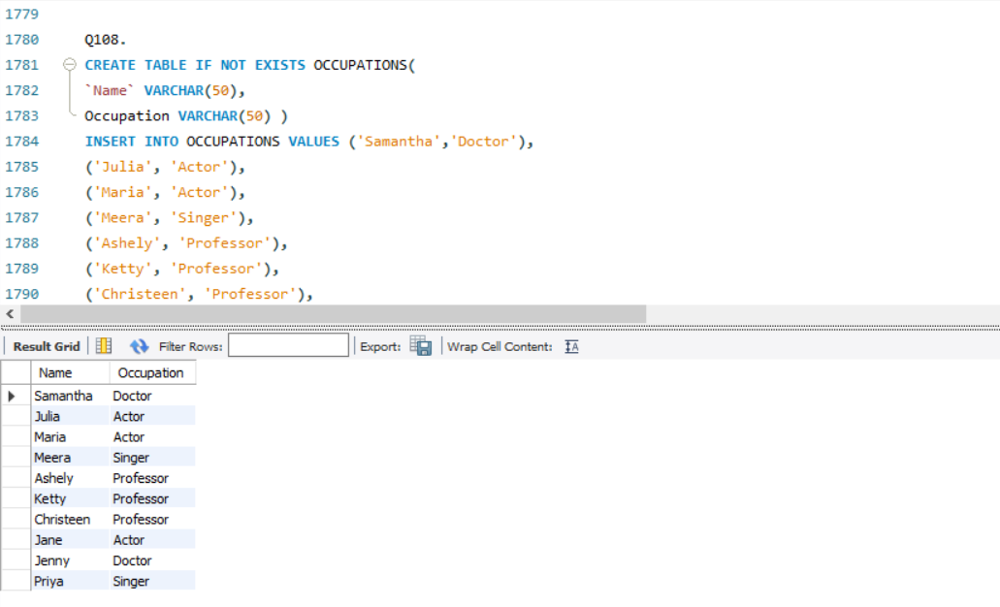 1779
1780 Q108.
1781 CREATE TABLE IF NOT EXISTS OCCUPATIONS(
1782 `Name` VARCHAR(50),
1783 Occupation VARCHAR(50) )
1784 INSERT INTO OCCUPATIONS VALUES ('Samantha','Doctor'),
1785 ('Julia', 'Actor'),
1786 ('Maria', 'Actor'),
1787 ('Meera', 'Singer'),
1788 ('Ashely', 'Professor'),
1789 ('Ketty', 'Professor'),
1790 ('Christeen', 'Professor'),
Result Grid Filter Rows: Export: Wrap Cell Content: IA
Name Occupation
Samantha Doctor
Julia Actor
Maria Actor
Meera Singer
Ashely Professor
Ketty Professor
Christeen Professor
Jane Actor
Jenny Doctor
Priya Singer